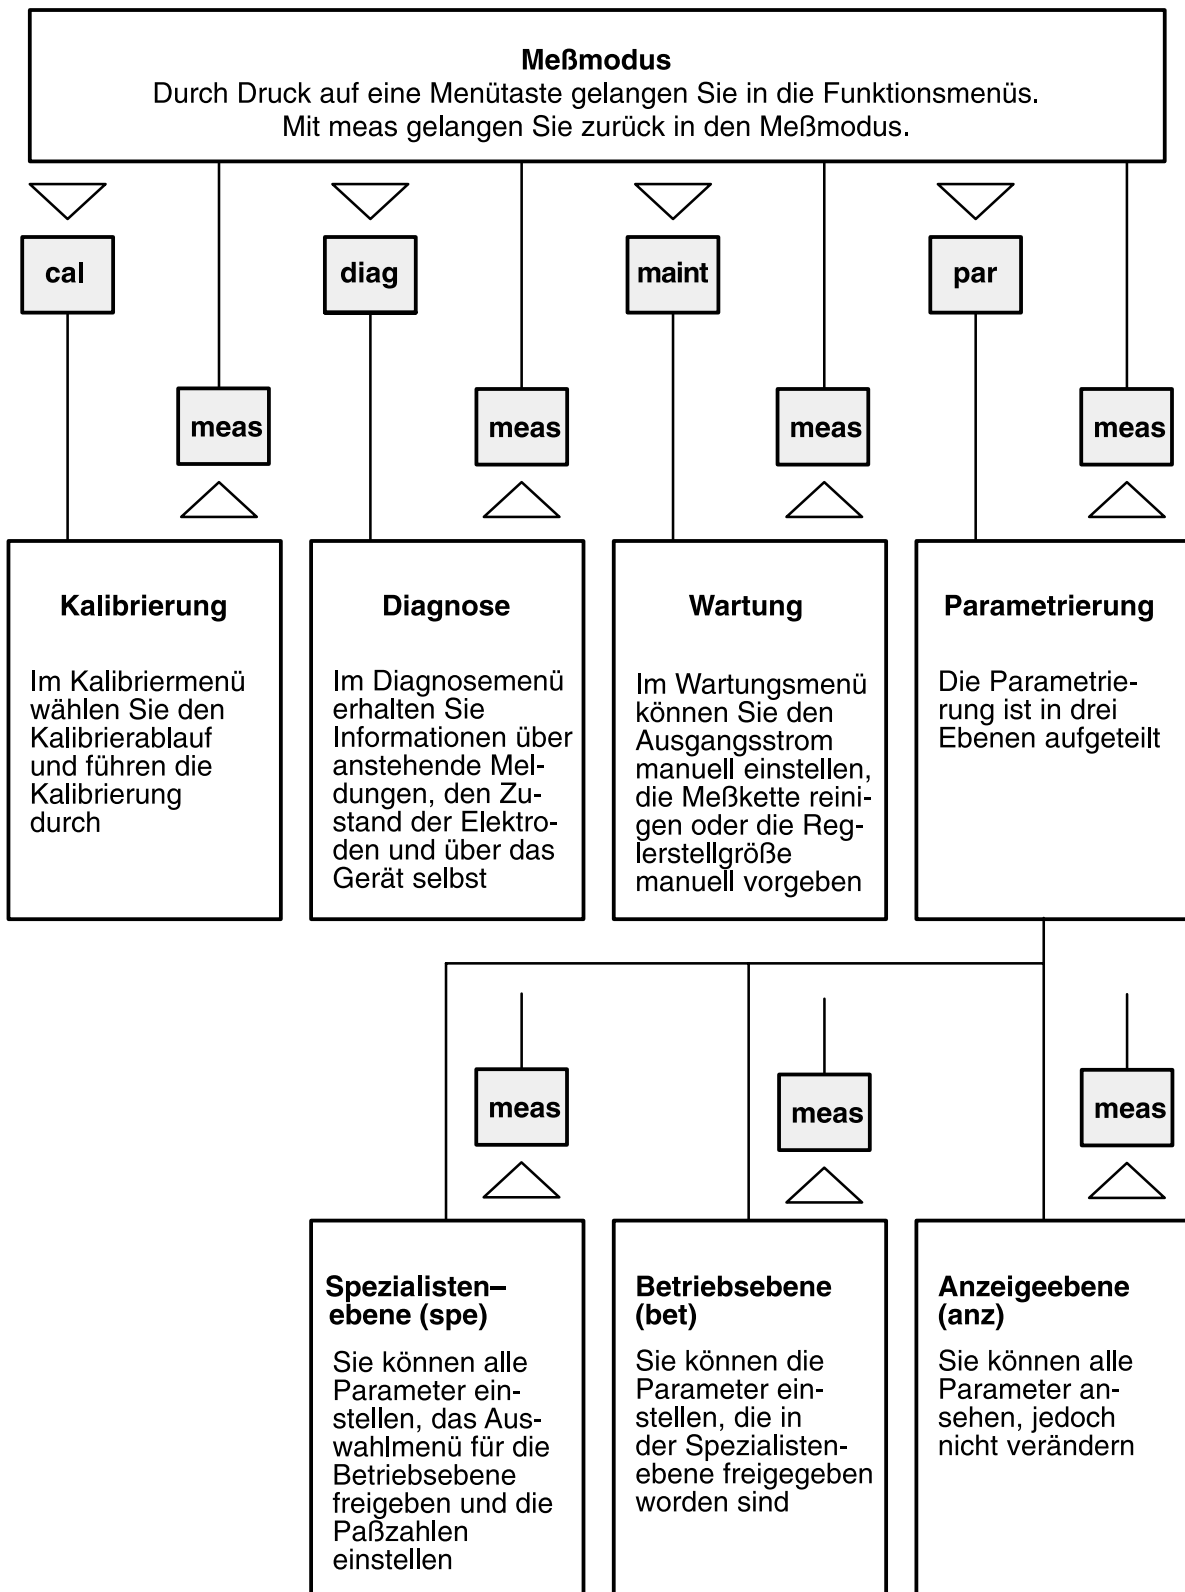 Meßmodus
Durch Druck auf eine Menütaste gelangen Sie in die Funktionsmenüs.
Mit meas gelangen Sie zurück in den Meßmodus.
cal
diag
maint
par
meas
meas
meas
meas
Kalibrierung
Im Kalibriermenü
wählen Sie den
Kalibrierablauf
und führen die
Kalibrierung
durch
Diagnose
Im Diagnosemenü
erhalten Sie
Informationen über
anstehende Mel-
dungen, den Zu-
stand der Elektro-
den und über das
Gerät selbst
Wartung
Im Wartungsmenü
können Sie den
Ausgangsstrom
manuell einstellen,
die Meßkette reini-
gen oder die Reg-
lerstellgröße
manuell vorgeben
Parametrierung
Die Parametrie-
rung ist in drei
Ebenen aufgeteilt
meas
meas
meas
Spezialisten–
ebene (spe)
Sie können alle
Parameter ein-
stellen, das Aus-
wahlmenü für die
Betriebsebene
freigeben und die
Paßzahlen
einstellen
Betriebsebene
(bet)
Sie können die
Parameter ein-
stellen, die in
der Spezialisten-
ebene freigegeben
worden sind
Anzeigeebene
(anz)
Sie können alle
Parameter an-
sehen, jedoch
nicht verändern